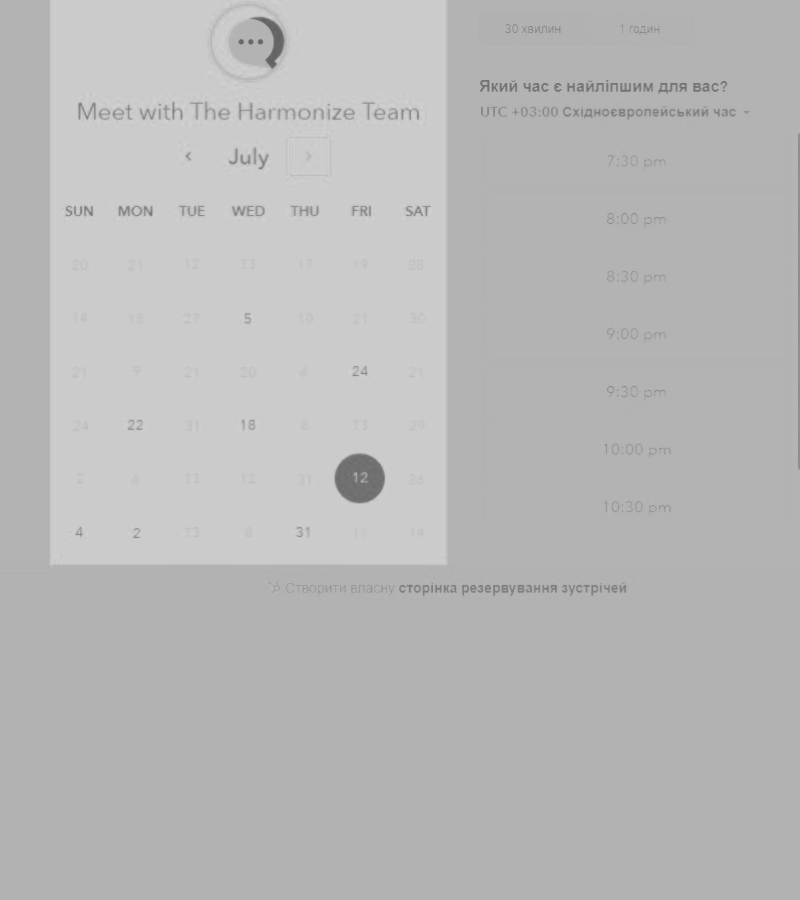 Meet with The Harmonize Team
July
SUN MON TUE WED THU FRI SAT
20 21 12 13 17 19 28
14 18 27 5 10 21 30
21 9 21 20 4 24 21
24 22 31 18 8 13 29
2 4 13 12 31 12 26
4 2 13 8 31 11 14
30 хвилин 1 годин
Який час є найліпшим для вас?
UTC +03:00 Східноєвропейський час
7:30 pm
8:00 pm
8:30 pm
9:00 pm
9:30 pm
10:00 pm
10:30 pm
Створити власну сторінка резервування зустрічей